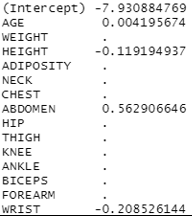 (Intercept) -7.930884769
AGE 0.004195674
WEIGHT .
HEIGHT -0.119194937
ADIPOSITY .
NECK .
CHEST .
ABDOMEN 0.562906646
HIP .
THIGH .
KNEE .
ANKLE .
BICEPS .
FOREARM .
WRIST -0.208526144